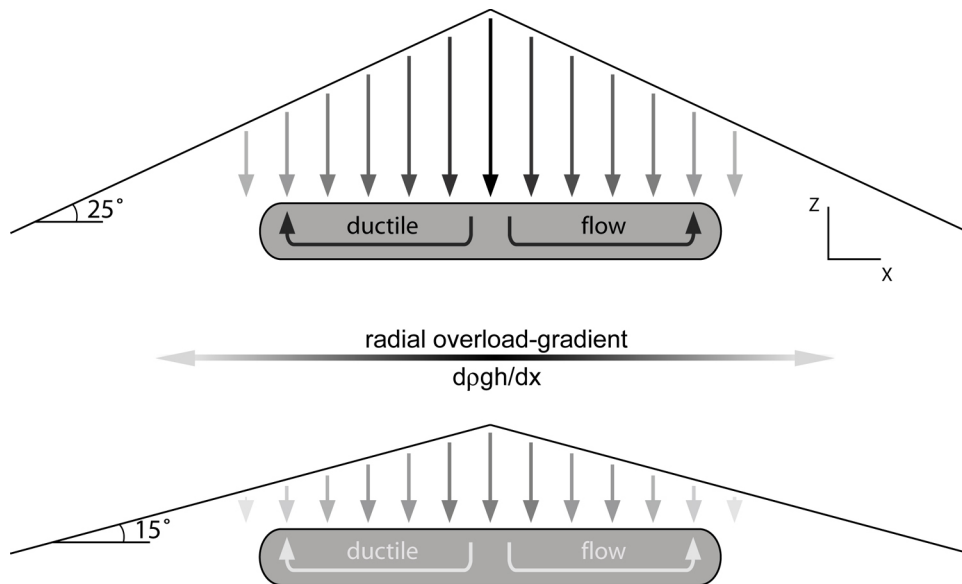 25°
ductile flow
Z
X
radial overload-gradient
dρgh/dx
15°
ductile flow